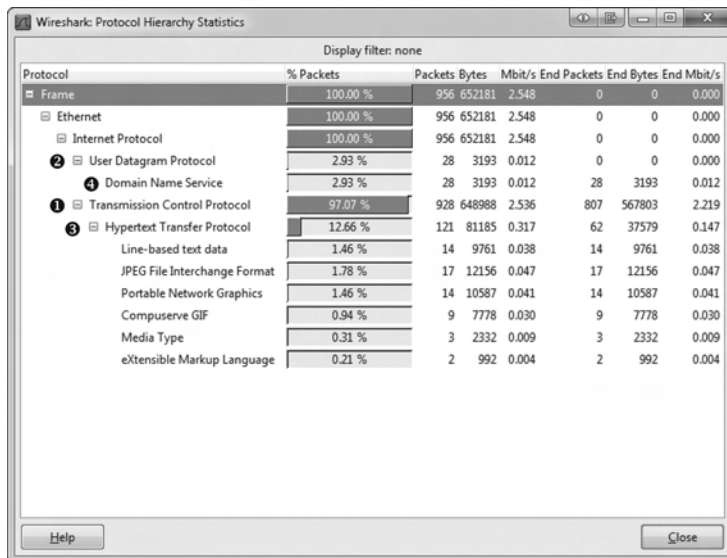 Wireshark: Protocol Hierarchy Statistics
Display filter: none
Protocol % Packets Packets Bytes Mbit/s End Packets End Bytes End Mbit/s
Frame 100.00 % 956 652181 2.548 0 0 0.000
Ethernet 100.00 % 956 652181 2.548 0 0 0.000
Internet Protocol 100.00 % 956 652181 2.548 0 0 0.000
❷ User Datagram Protocol 2.93 % 28 3193 0.012 0 0 0.000
❹ Domain Name Service 2.93 % 28 3193 0.012 28 3193 0.012
❶ Transmission Control Protocol 97.07 % 928 648988 2.536 807 567803 2.219
❸ Hypertext Transfer Protocol 12.66 % 121 81185 0.317 62 37579 0.147
Line-based text data 1.46 % 14 9761 0.038 14 9761 0.038
JPEG File Interchange Format 1.78 % 17 12156 0.047 17 12156 0.047
Portable Network Graphics 1.46 % 14 10587 0.041 14 10587 0.041
Compuserve GIF 0.94 % 9 7778 0.030 9 7778 0.030
Media Type 0.31 % 3 2332 0.009 3 2332 0.009
eXtensible Markup Language 0.21 % 2 992 0.004 2 992 0.004
Help Close